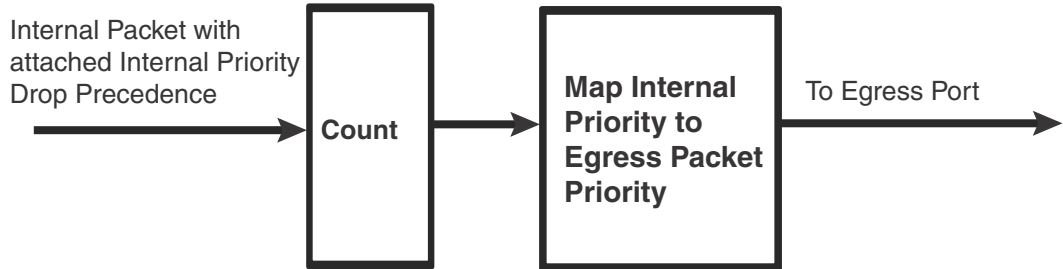 Internal Packet with
attached Internal Priority
Drop Precedence
Count
Map Internal
Priority to
Egress Packet
Priority
To Egress Port